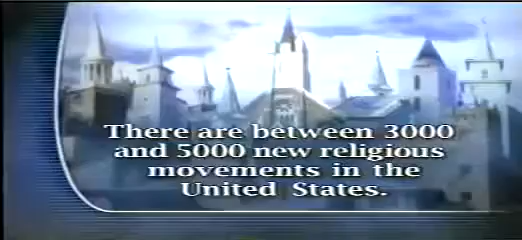 There are between 3000
and 5000 new religious
movements in the
United States.